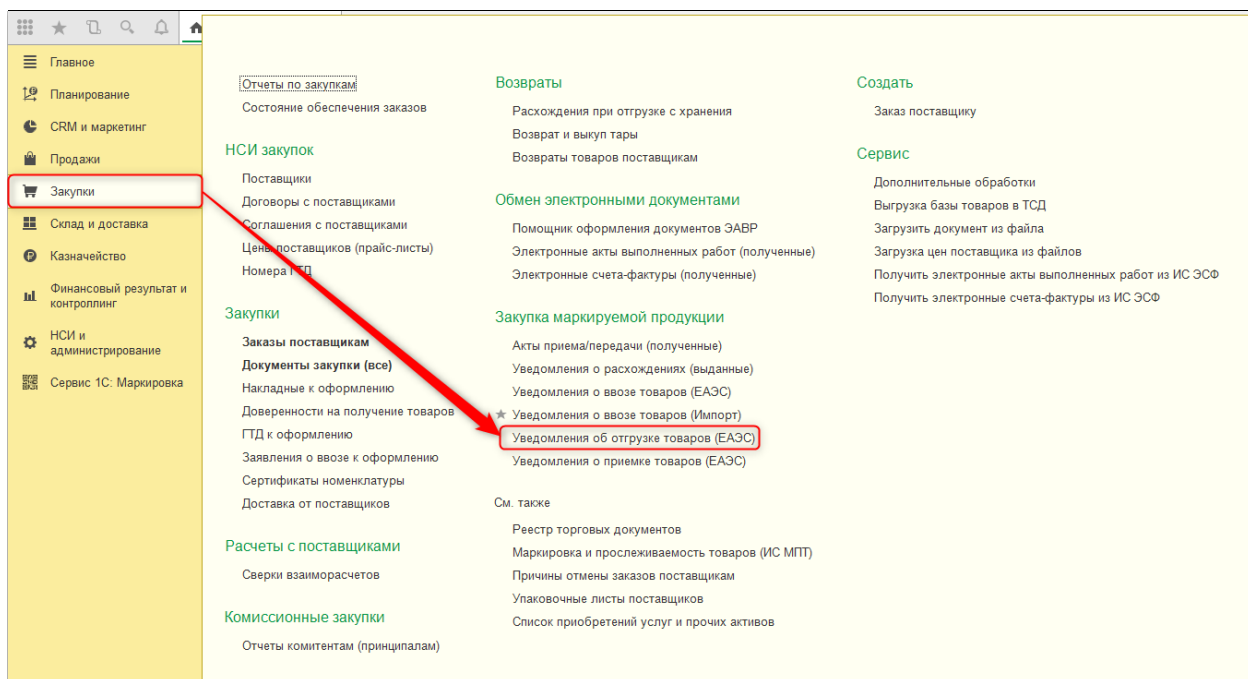 Главное
Планирование
CRM и маркетинг
Продажи
Закупки
Склад и доставка
Казначейство
Финансовый результат и
контроллинг
НСИ и
администрирование
Сервис 1С: Маркировка
Отчеты по закупкам
Состояние обеспечения заказов
НСИ закупок
Поставщики
Договоры с поставщиками
Соглашения с поставщиками
Цены поставщиков (прайс-листы)
Номера ГТД
Закупки
Заказы поставщикам
Документы закупки (все)
Накладные к оформлению
Доверенности на получение товаров
ГТД к оформлению
Заявления о ввозе к оформлению
Сертификаты номенклатуры
Доставка от поставщиков
Расчеты с поставщиками
Сверки взаиморасчетов
Комиссионные закупки
Отчеты комитентам (принципалам)
Возвраты
Расхождения при отгрузке с хранения
Возврат и выкуп тары
Возвраты товаров поставщикам
Обмен электронными документами
Помощник оформления документов ЭАВР
Электронные акты выполненных работ (полученные)
Электронные счета-фактуры (полученные)
Закупка маркируемой продукции
Акты приема/передачи (полученные)
Уведомления о расхождениях (выданные)
Уведомления о ввозе товаров (ЕАЭС)
Уведомления о ввозе товаров (Импорт)
Уведомления об отгрузке товаров (ЕАЭС)
Уведомления о приемке товаров (ЕАЭС)
См. также
Реестр торговых документов
Маркировка и прослеживаемость товаров (ИС МПТ)
Причины отмены заказов поставщикам
Упаковочные листы поставщиков
Список приобретений услуг и прочих активов
Создать
Заказ поставщику
Сервис
Дополнительные обработки
Выгрузка базы товаров в ТСД
Загрузить документ из файла
Загрузка цен поставщика из файлов
Получить электронные акты выполненных работ из ИС ЭСФ
Получить электронные счета-фактуры из ИС ЭСФ